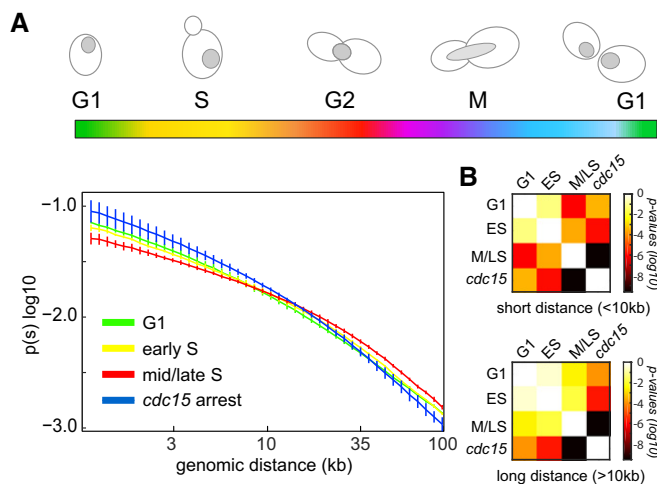 A
G1 S G2 M G1
p(s) log10
−1.0
−2.0
−3.0
G1
early S
mid/late S
cdc15 arrest
3 10 35 100
genomic distance (kb)
B
G1 ES M/LS cdc15
G1
ES
M/LS
cdc15
0
-2
-4
-6
-8
p-values (log10)
short distance (<10kb)
G1 ES M/LS cdc15
G1
ES
M/LS
cdc15
0
-2
-4
-6
-8
p-values (log10)
long distance (>10kb)